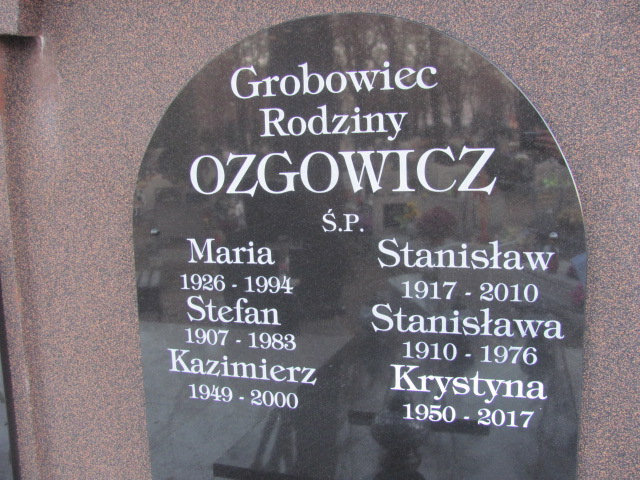 Grobowiec
Rodziny
OZGOWICZ
Ś.P.
Maria
1926 - 1994
Stefan
1907 - 1983
Kazimierz
1949 - 2000
Stanisław
1917 - 2010
Stanisława
1910 - 1976
Krystyna
1950 - 2017